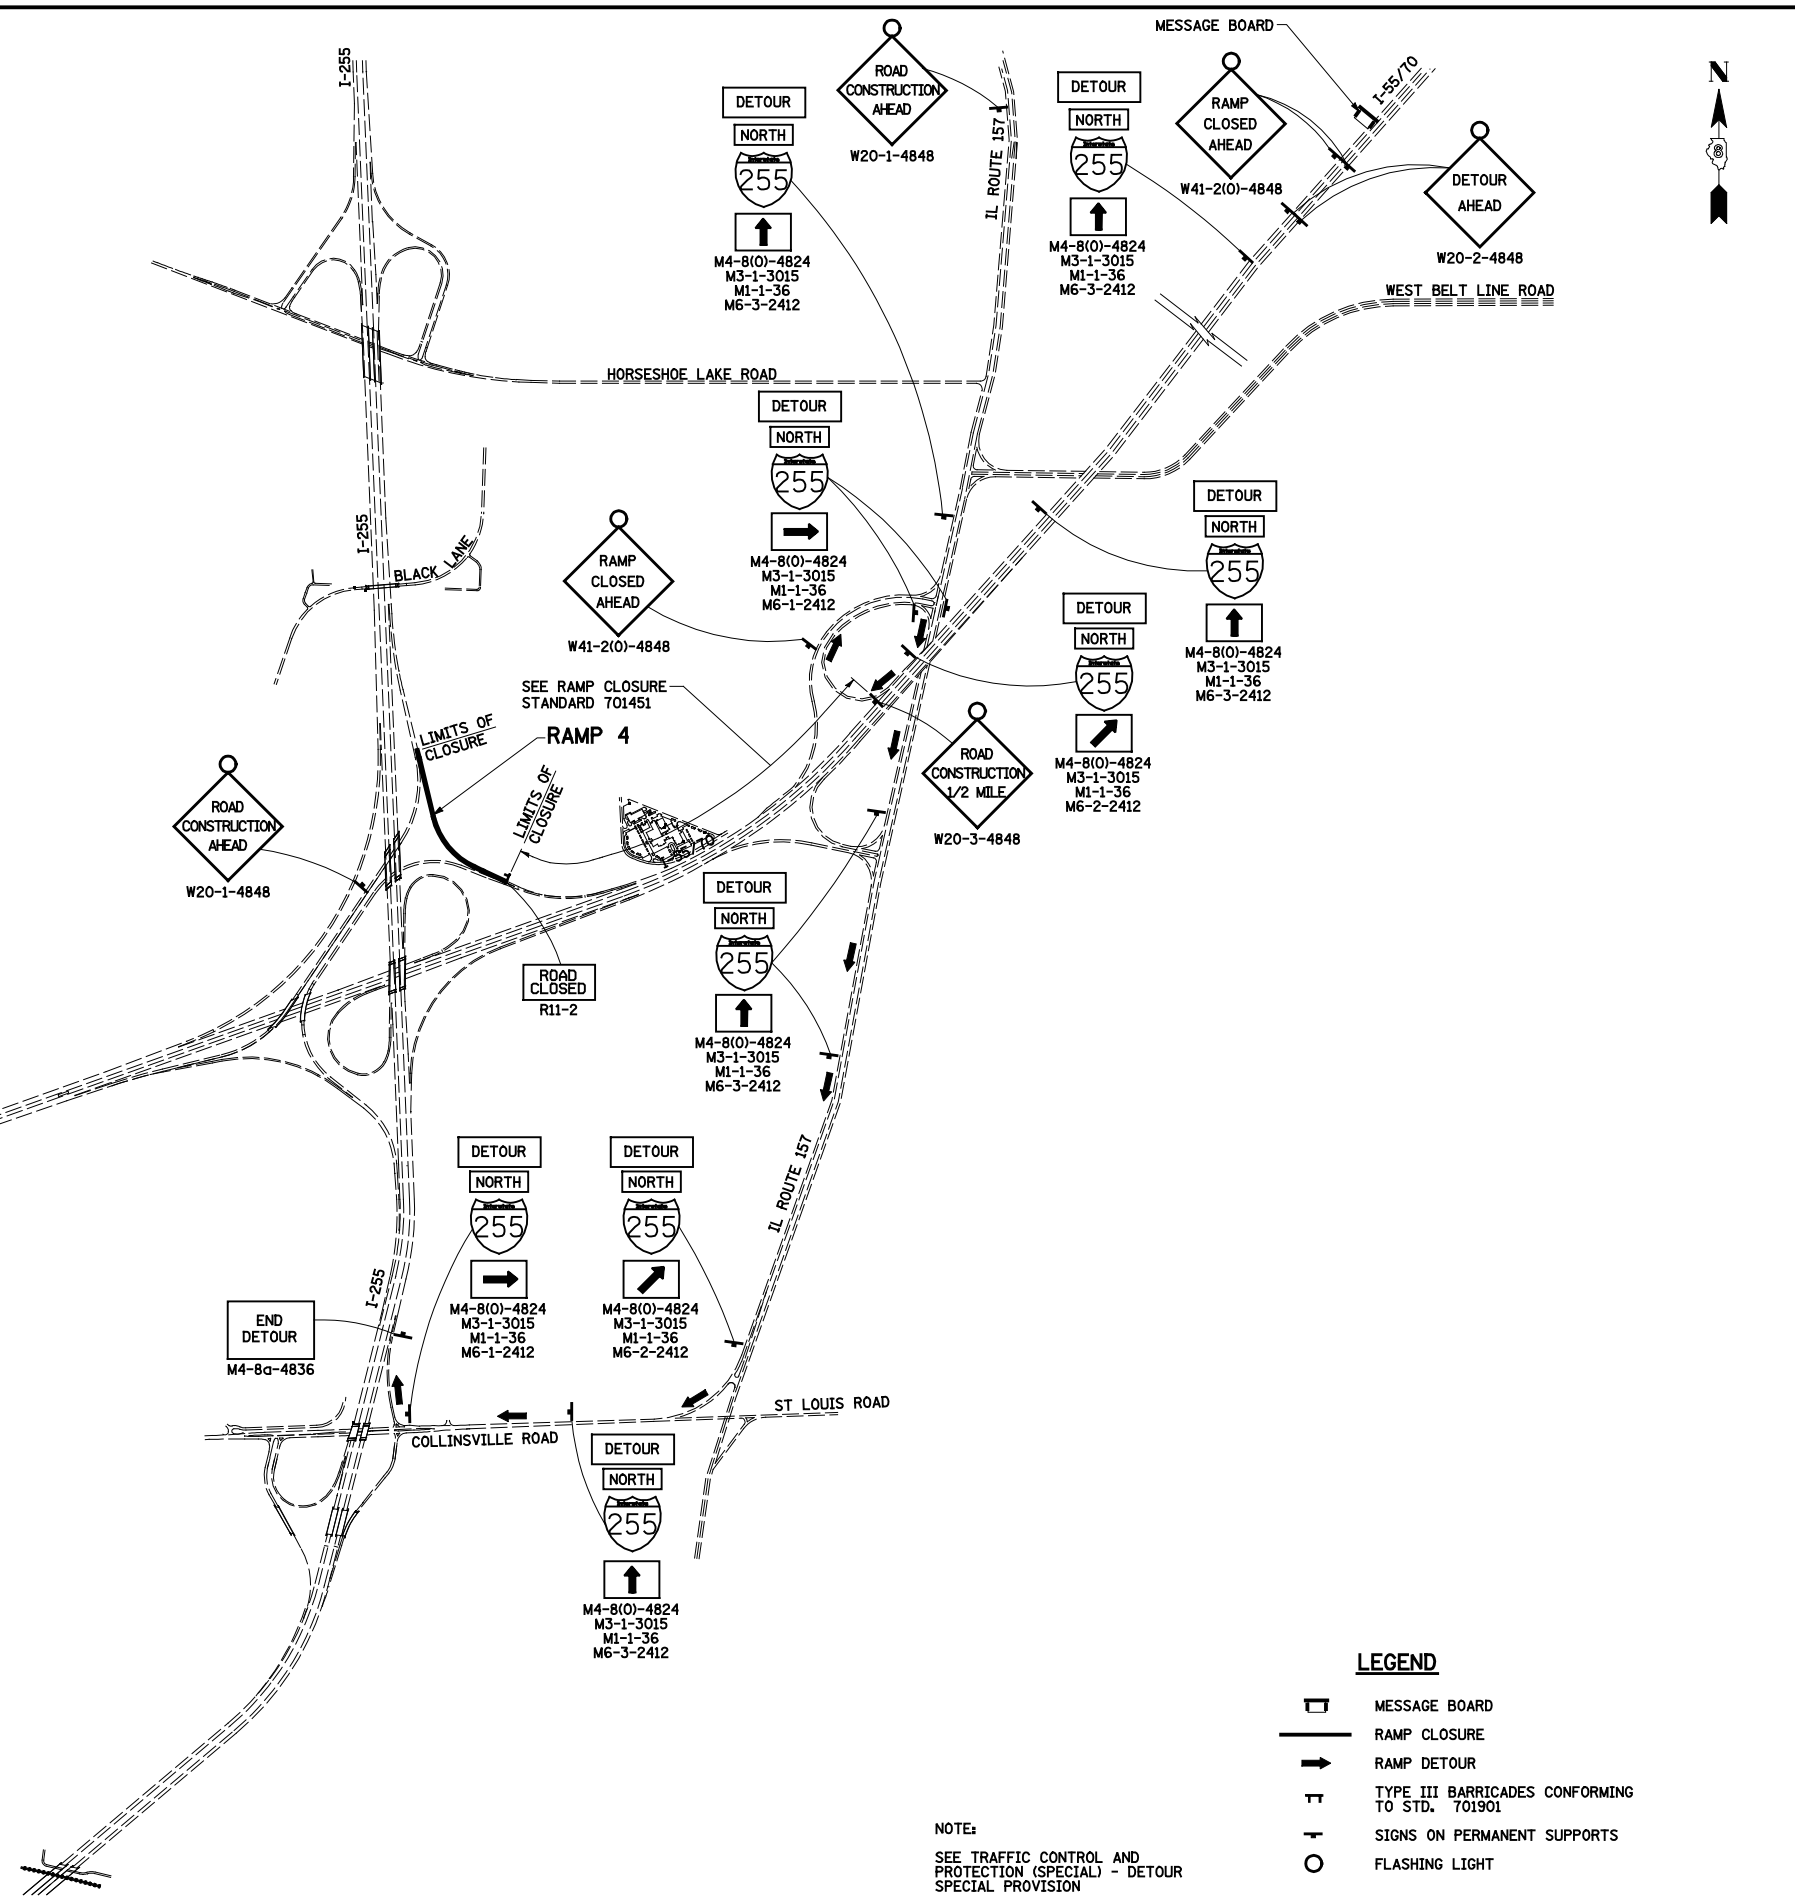 I-255
ROAD
CONSTRUCTION
AHEAD
W20-1-4848
MESSAGE BOARD
I-55/70
N
8
DETOUR
NORTH
Interstate
255
M4-8(O)-4824
M3-1-3015
M1-1-36
M6-3-2412
IL ROUTE 157
DETOUR
NORTH
Interstate
255
M4-8(O)-4824
M3-1-3015
M1-1-36
M6-3-2412
RAMP
CLOSED
AHEAD
W41-2(O)-4848
DETOUR
AHEAD
W20-2-4848
WEST BELT LINE ROAD
HORSESHOE LAKE ROAD
DETOUR
NORTH
Interstate
255
M4-8(O)-4824
M3-1-3015
M1-1-36
M6-1-2412
I-255
BLACK LANE
RAMP
CLOSED
AHEAD
W41-2(O)-4848
DETOUR
NORTH
Interstate
255
M4-8(O)-4824
M3-1-3015
M1-1-36
M6-3-2412
DETOUR
NORTH
Interstate
255
M4-8(O)-4824
M3-1-3015
M1-1-36
M6-2-2412
SEE RAMP CLOSURE
STANDARD 701451
RAMP 4
LIMITS OF
CLOSURE
LIMITS OF
CLOSURE
ROAD
CONSTRUCTION
1/2 MILE
W20-3-4848
ROAD
CONSTRUCTION
AHEAD
W20-1-4848
I-55/70
DETOUR
NORTH
Interstate
255
M4-8(O)-4824
M3-1-3015
M1-1-36
M6-3-2412
ROAD
CLOSED
R11-2
DETOUR
NORTH
Interstate
255
M4-8(O)-4824
M3-1-3015
M1-1-36
M6-1-2412
DETOUR
NORTH
Interstate
255
M4-8(O)-4824
M3-1-3015
M1-1-36
M6-2-2412
IL ROUTE 157
I-255
END
DETOUR
M4-8a-4836
ST LOUIS ROAD
COLLINSVILLE ROAD
DETOUR
NORTH
Interstate
255
M4-8(O)-4824
M3-1-3015
M1-1-36
M6-3-2412
LEGEND
MESSAGE BOARD
RAMP CLOSURE
RAMP DETOUR
TYPE III BARRICADES CONFORMING
TO STD. 701901
SIGNS ON PERMANENT SUPPORTS
FLASHING LIGHT
NOTE:
SEE TRAFFIC CONTROL AND
PROTECTION (SPECIAL) - DETOUR
SPECIAL PROVISION